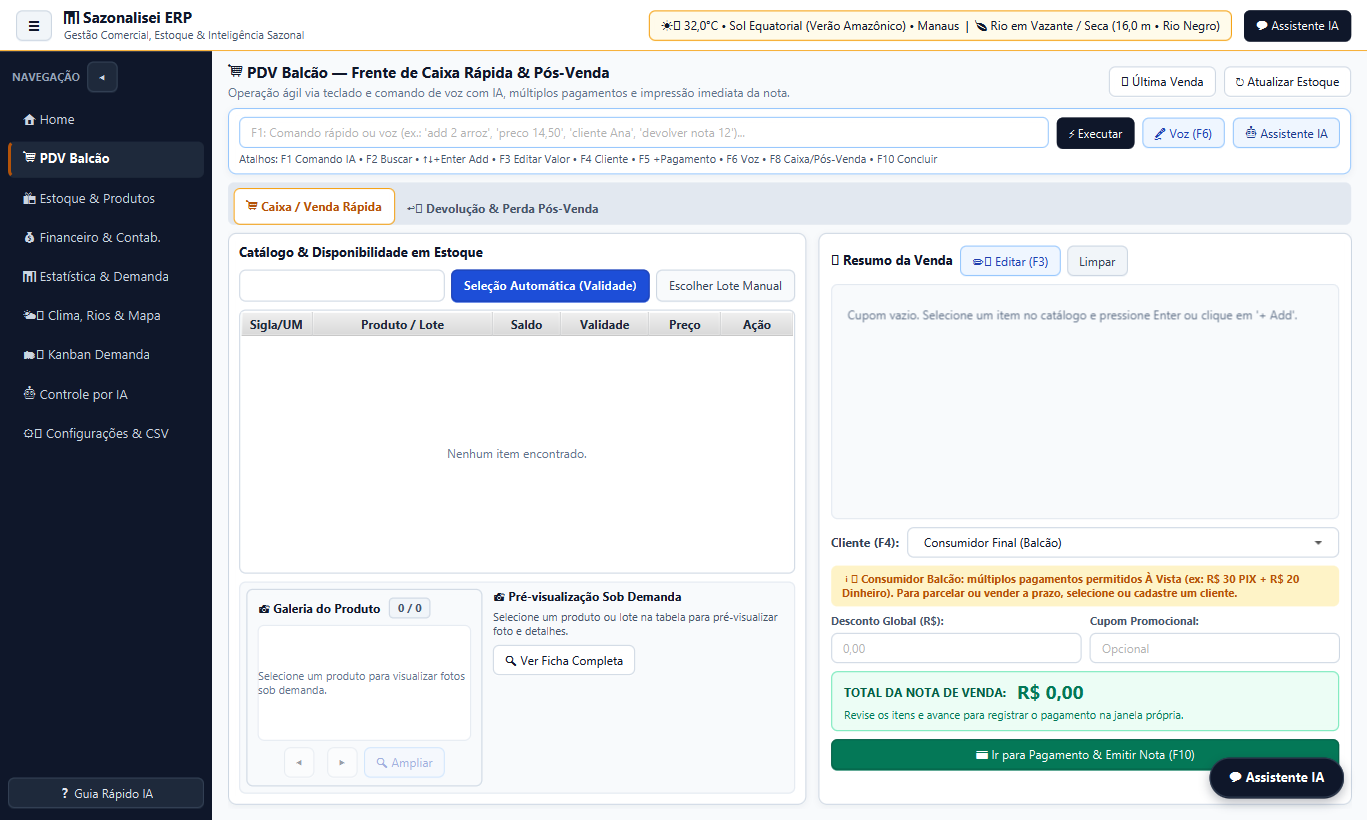 Sazonalisei ERP
Gestão Comercial, Estoque & Inteligência Sazonal
32,0°C • Sol Equatorial (Verão Amazônico) • Manaus | Rio em Vazante / Seca (16,0 m • Rio Negro)
Assistente IA
NAVEGAÇÃO
Home
PDV Balcão
Estoque & Produtos
Financeiro & Contab.
Estatística & Demanda
Clima, Rios & Mapa
Kanban Demanda
Controle por IA
Configurações & CSV
? Guia Rápido IA
PDV Balcão — Frente de Caixa Rápida & Pós-Venda
Operação ágil via teclado e comando de voz com IA, múltiplos pagamentos e impressão imediata da nota.
Última Venda
Atualizar Estoque
F1: Comando rápido ou voz (ex.: 'add 2 arroz', 'preco 14,50', 'cliente Ana', 'devolver nota 12')...
Executar
Voz (F6)
Assistente IA
Atalhos: F1 Comando IA • F2 Buscar • ↑↓+Enter Add • F3 Editar Valor • F4 Cliente • F5 +Pagamento • F6 Voz • F8 Caixa/Pós-Venda • F10 Concluir
Caixa / Venda Rápida
Devolução & Perda Pós-Venda
Catálogo & Disponibilidade em Estoque
Seleção Automática (Validade)
Escolher Lote Manual
Sigla/UM Produto / Lote Saldo Validade Preço Ação
Nenhum item encontrado.
Galeria do Produto 0 / 0
Selecione um produto para visualizar fotos
sob demanda.
Ampliar
Pré-visualização Sob Demanda
Selecione um produto ou lote na tabela para pré-visualizar
foto e detalhes.
Ver Ficha Completa
Resumo da Venda
Editar (F3)
Limpar
Cupom vazio. Selecione um item no catálogo e pressione Enter ou clique em '+ Add'.
Cliente (F4): Consumidor Final (Balcão)
Consumidor Balcão: múltiplos pagamentos permitidos À Vista (ex: R$ 30 PIX + R$ 20
Dinheiro). Para parcelar ou vender a prazo, selecione ou cadastre um cliente.
Desconto Global (R$): Cupom Promocional:
0,00 Opcional
TOTAL DA NOTA DE VENDA: R$ 0,00
Revise os itens e avance para registrar o pagamento na janela própria.
Ir para Pagamento & Emitir Nota (F10)
Assistente IA